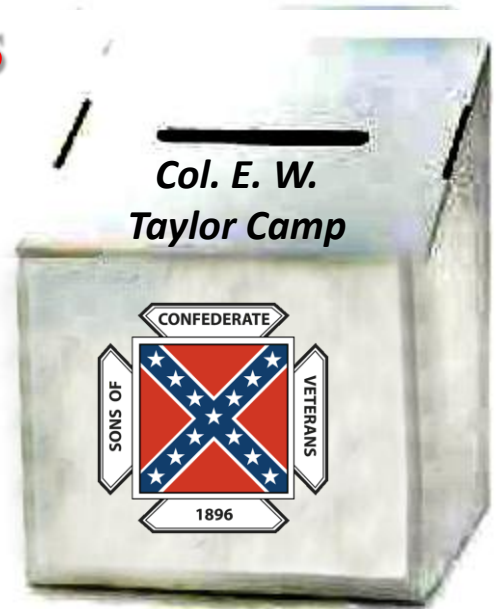 Col. E. W.
Taylor Camp
CONFEDERATE
SONS OF
VETERANS
1896